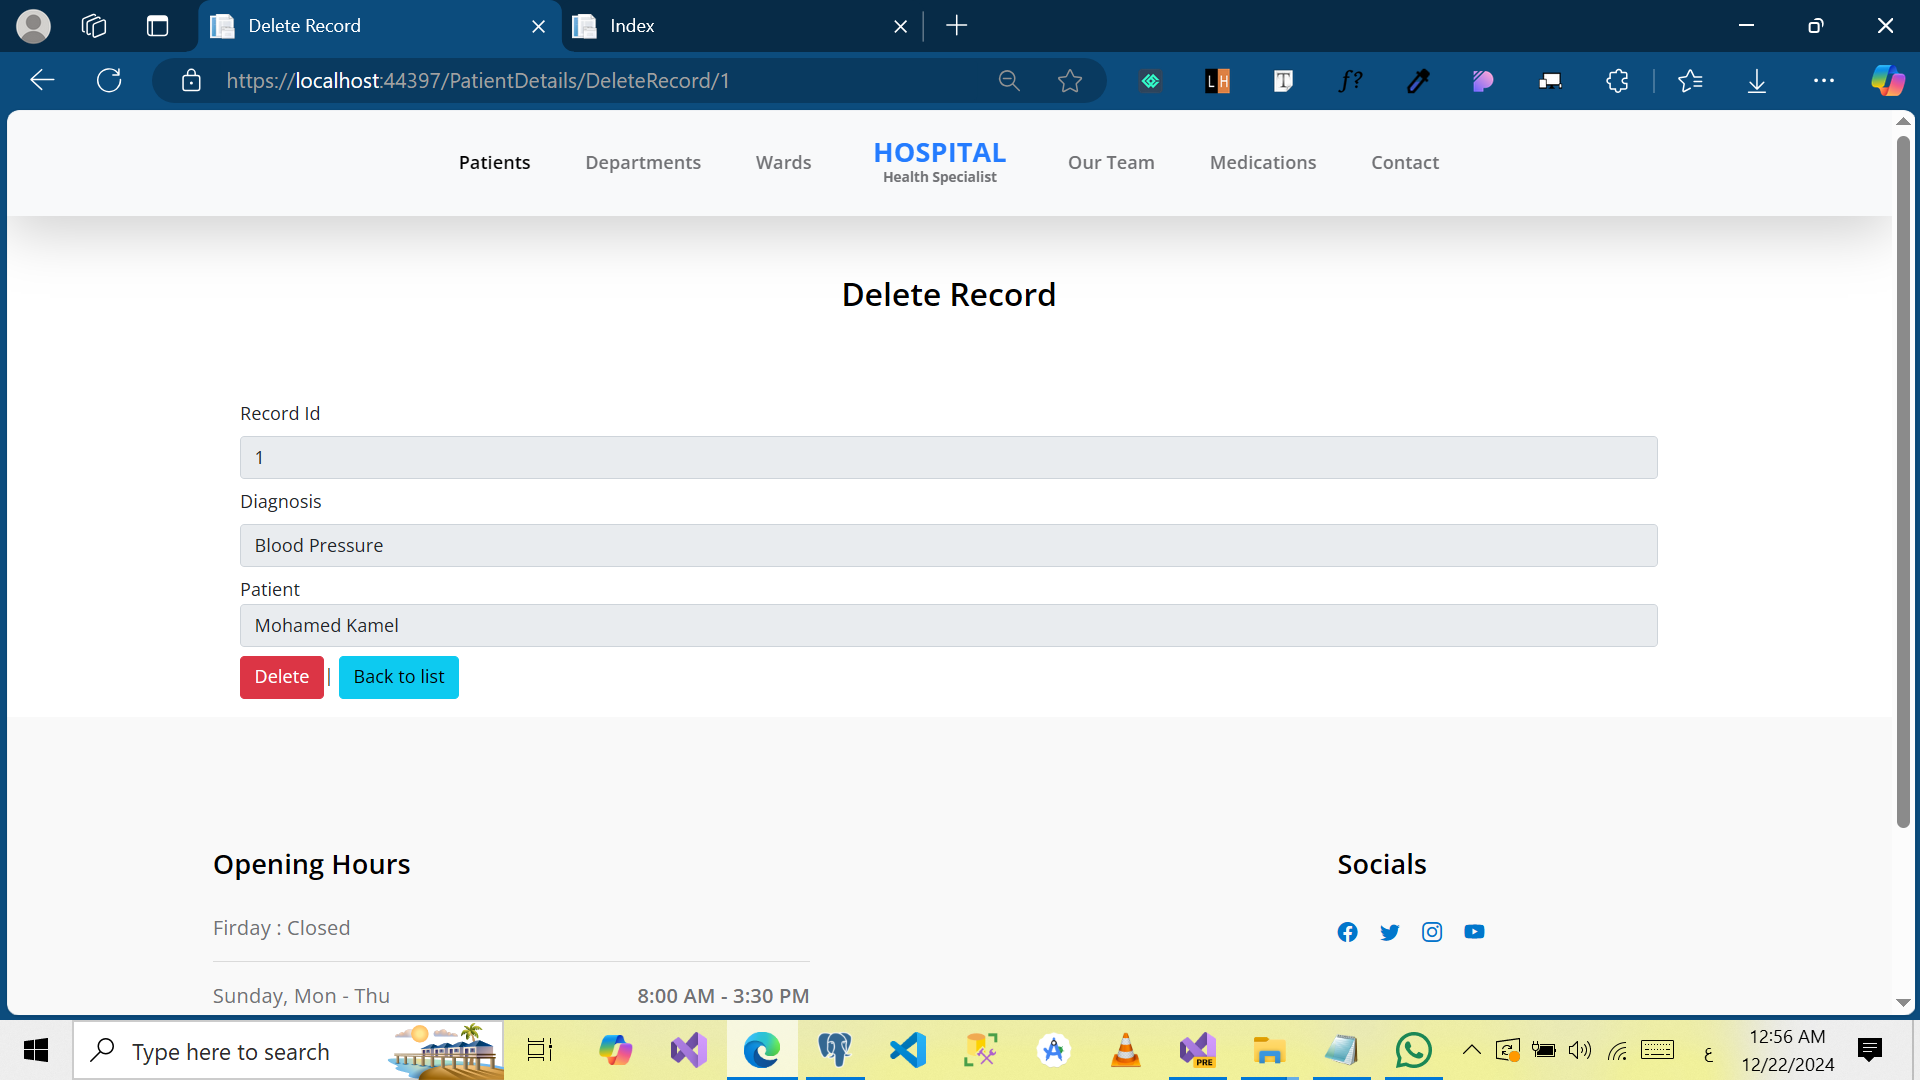 Delete Record
Index
https://localhost:44397/PatientDetails/DeleteRecord/1
LH
T
f?
Patients
Departments
Wards
HOSPITAL
Health Specialist
Our Team
Medications
Contact
Delete Record
Record Id
1
Diagnosis
Blood Pressure
Patient
Mohamed Kamel
Delete | Back to list
Opening Hours
Firday : Closed
Sunday, Mon - Thu 8:00 AM - 3:30 PM
Socials
Type here to search
PRE
ع
12:56 AM
12/22/2024